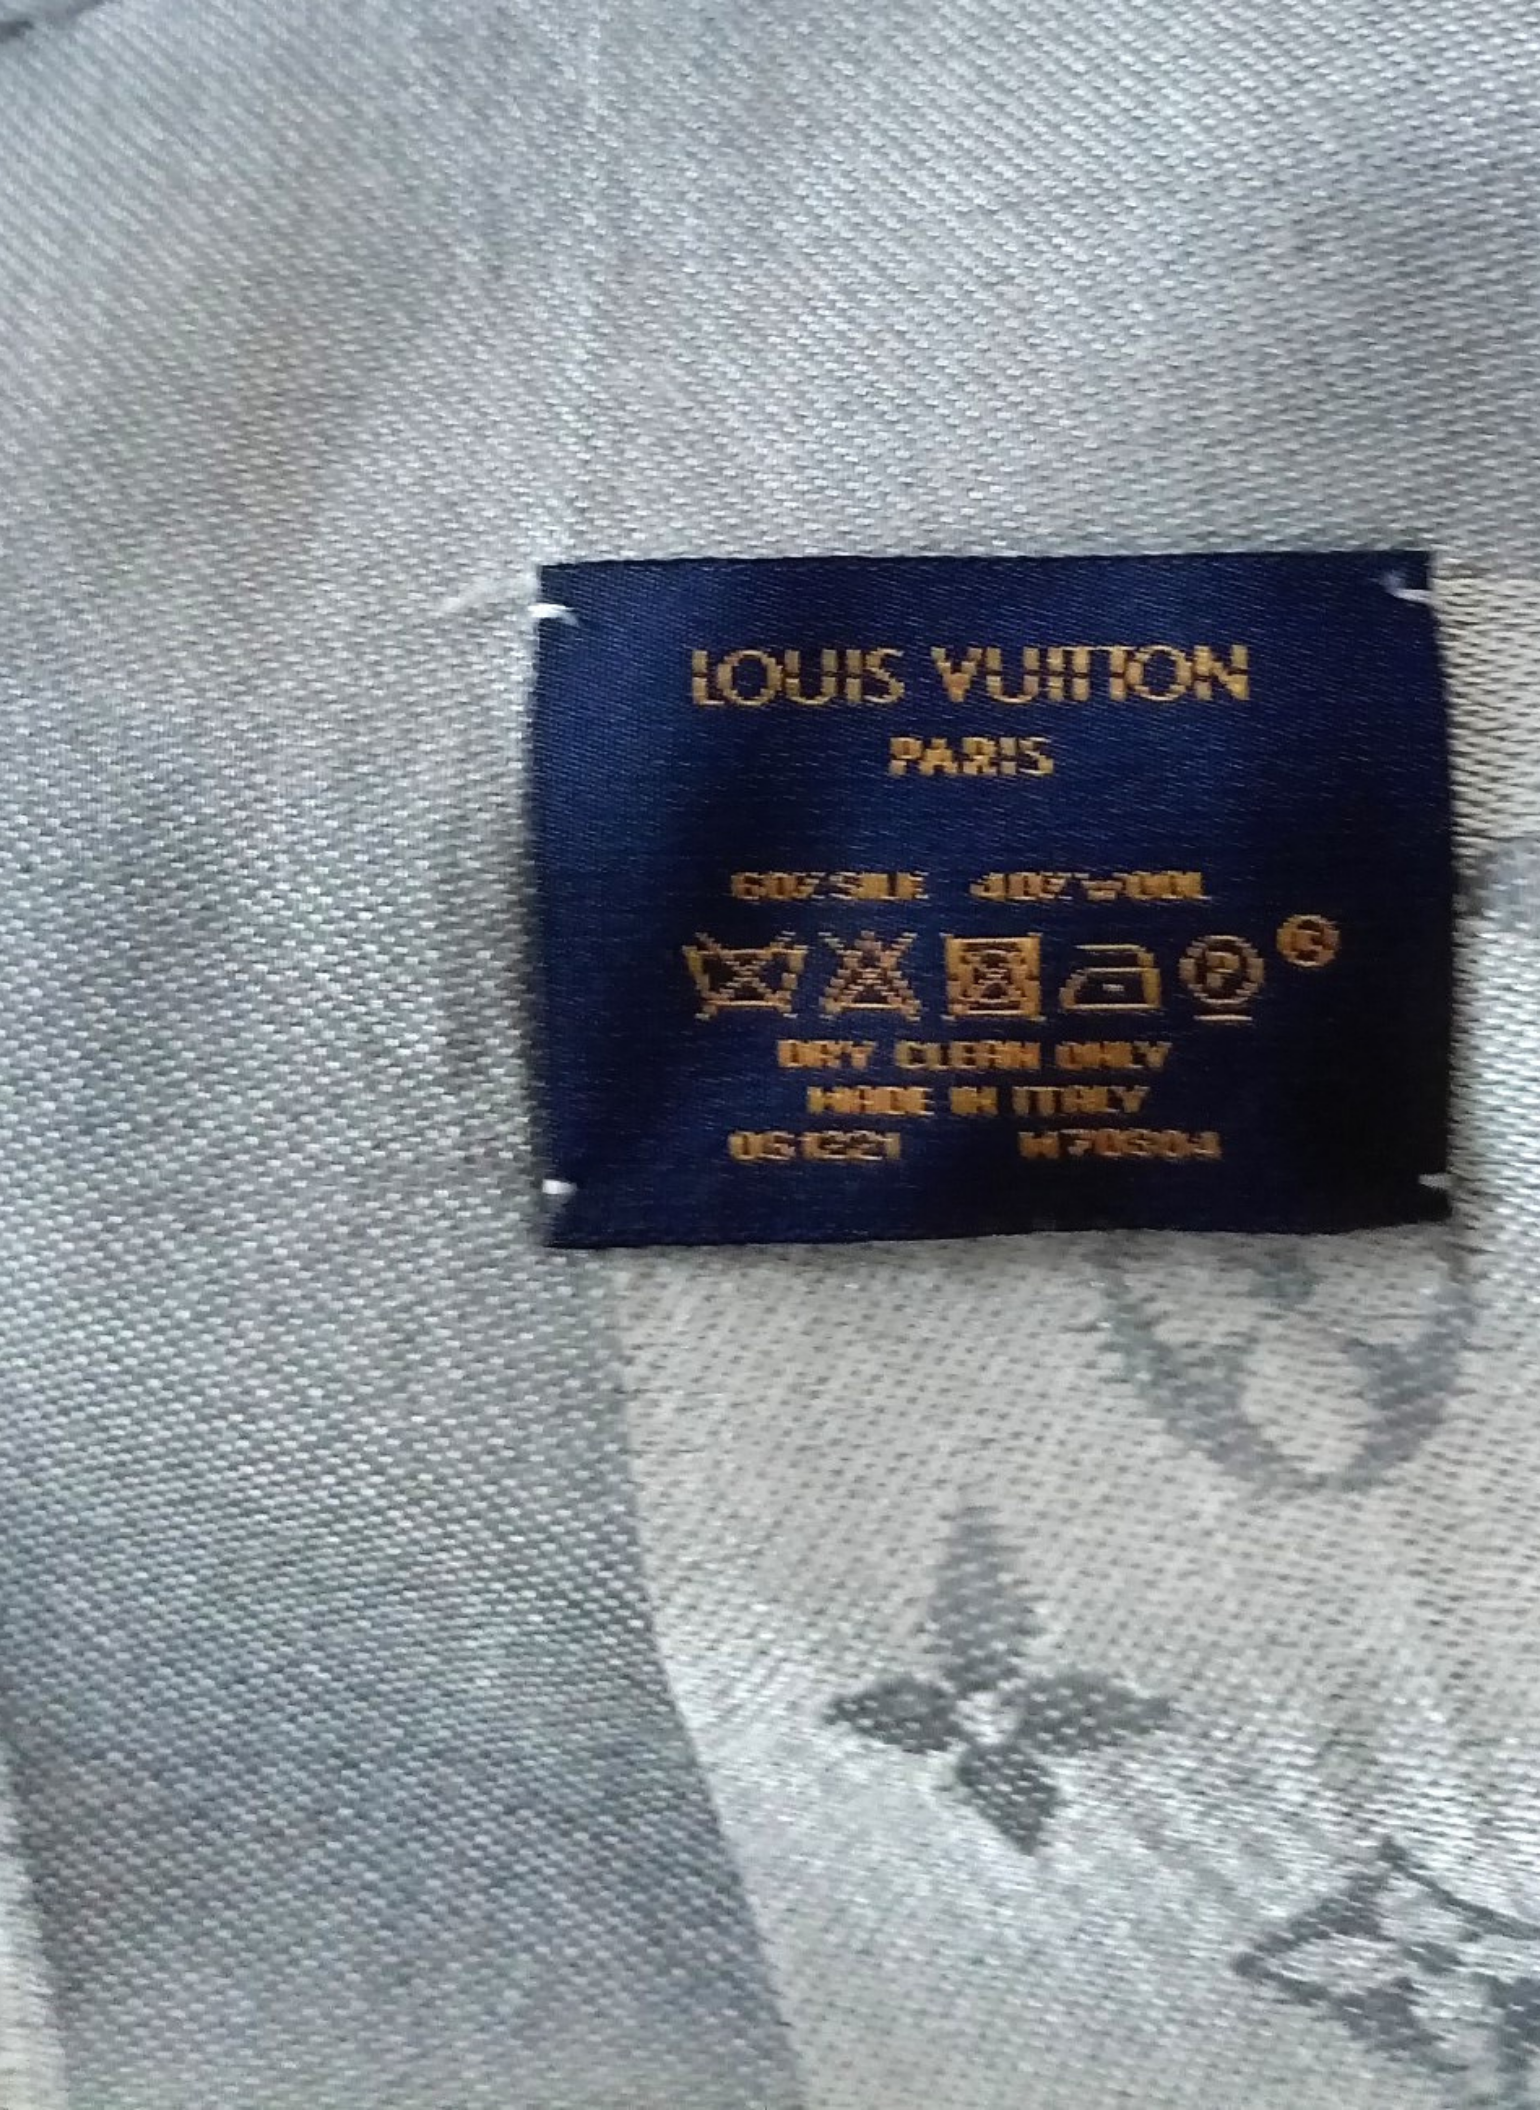 LOUIS VUITTON
PARIS
60% SILK 40% WOOL
P C
DRY CLEAN ONLY
MADE IN ITALY